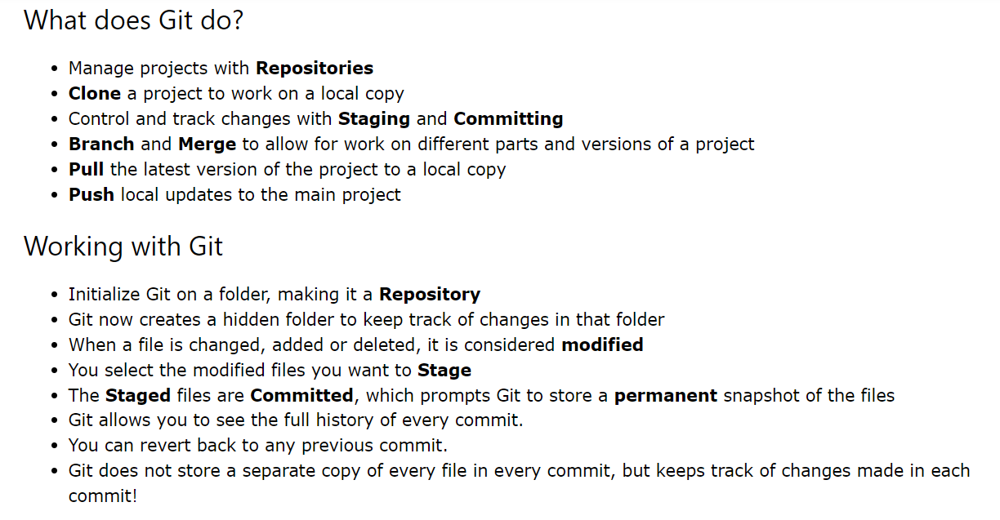 What does Git do?
Manage projects with Repositories
Clone a project to work on a local copy
Control and track changes with Staging and Committing
Branch and Merge to allow for work on different parts and versions of a project
Pull the latest version of the project to a local copy
Push local updates to the main project
Working with Git
Initialize Git on a folder, making it a Repository
Git now creates a hidden folder to keep track of changes in that folder
When a file is changed, added or deleted, it is considered modified
You select the modified files you want to Stage
The Staged files are Committed, which prompts Git to store a permanent snapshot of the files
Git allows you to see the full history of every commit.
You can revert back to any previous commit.
Git does not store a separate copy of every file in every commit, but keeps track of changes made in each
commit!